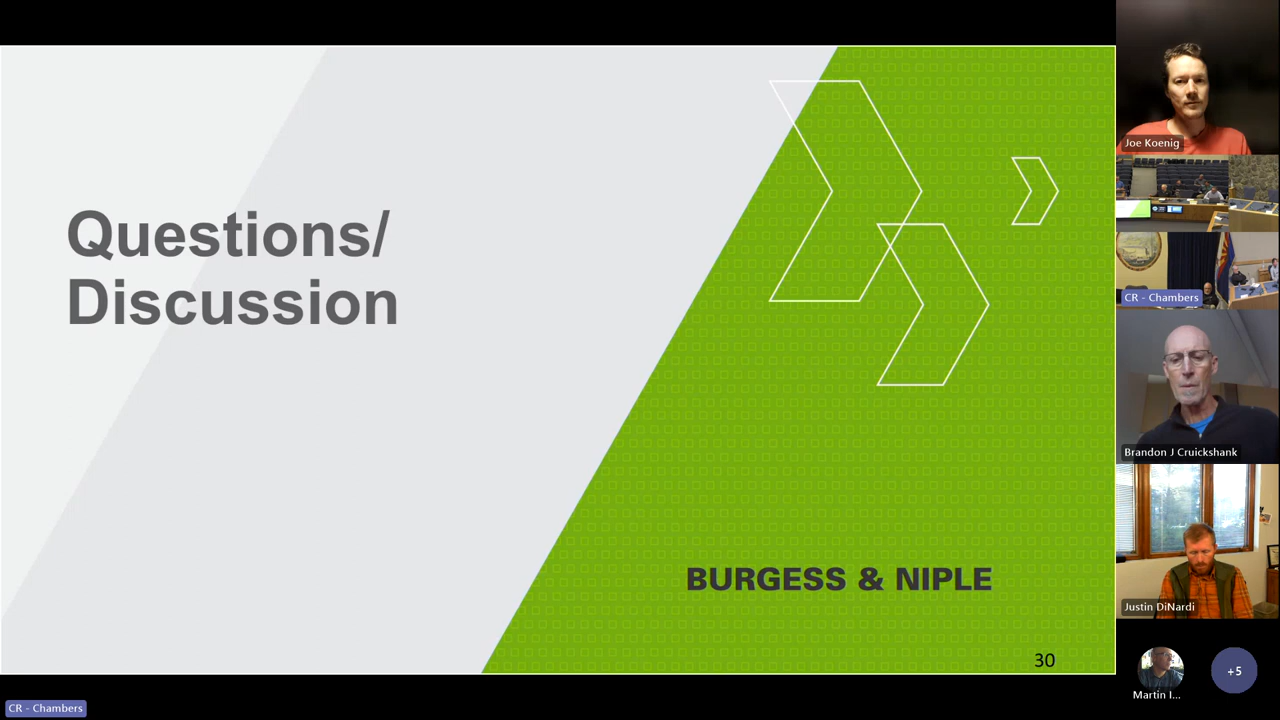 Questions/
Discussion
BURGESS & NIPLE
30
CR - Chambers
Joe Koenig
CR - Chambers
Brandon J Cruickshank
Justin DiNardi
Martin I...
+5